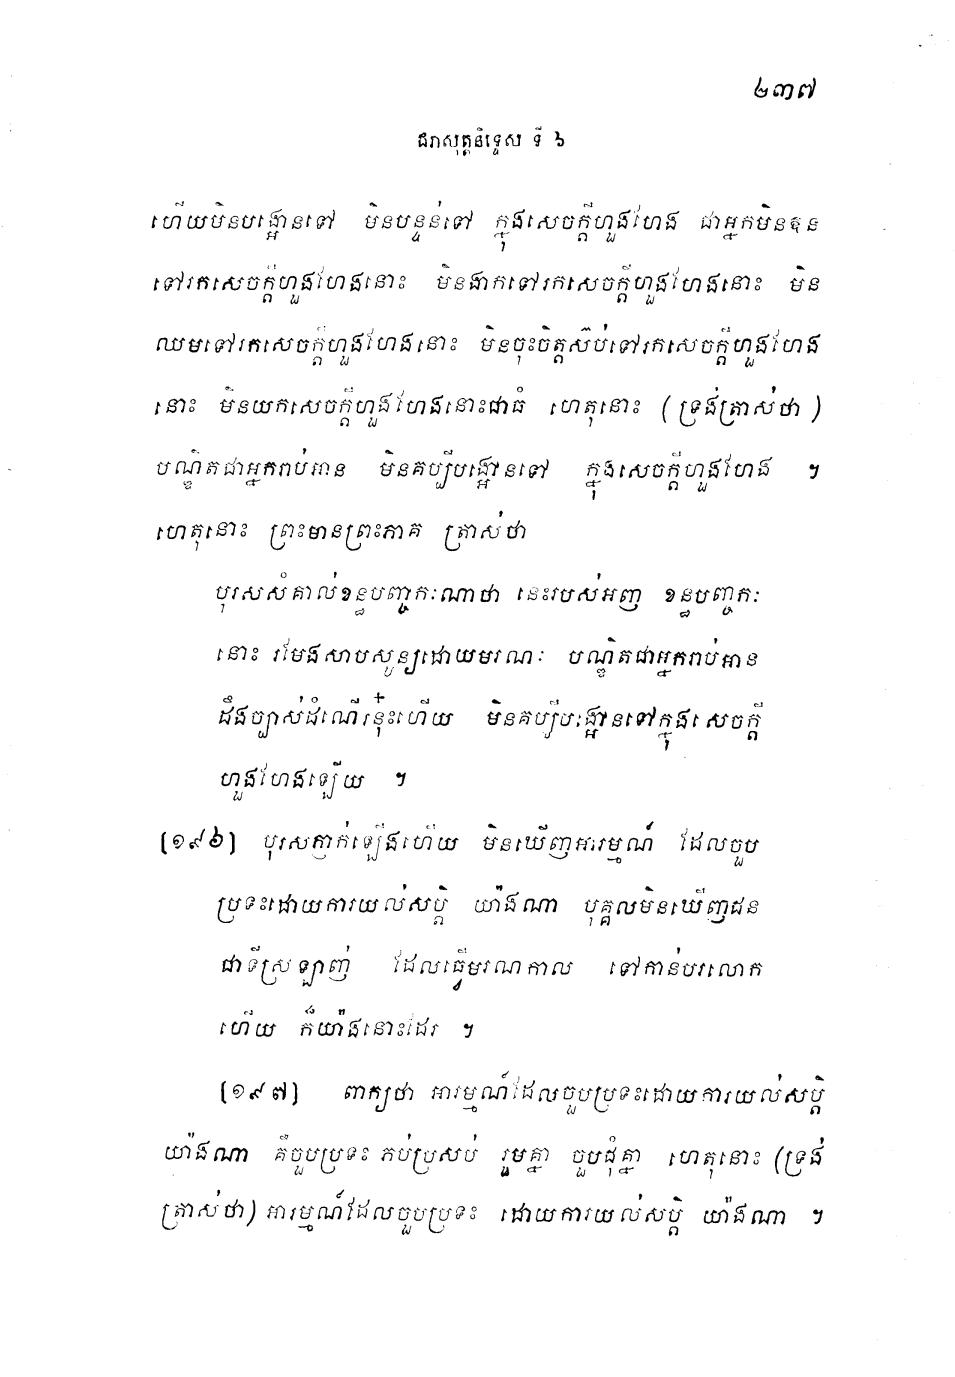 ២៣៧
ជរាសុត្តនិទ្ទេស ទី ៦
ហើយមិនបង្អោនទៅ មិនបន្ទន់ទៅ ក្នុងសេចក្តីហួងហែង ជាអ្នកមិនឱន
ទៅរកសេចក្តីហួងហែងនោះ មិនងាកទៅរកសេចក្តីហួងហែងនោះ មិន
ឈមទៅរកសេចក្តីហួងហែងនោះ មិនចុះចិត្តស៊ប់ទៅរកសេចក្តីហួងហែង
នោះ មិនយកសេចក្តីហួងហែងនោះជាធំ ហេតុនោះ (ទ្រង់ត្រាស់ថា)
បណ្ឌិតជាអ្នករាប់អាន មិនគប្បីបង្អោនទៅ ក្នុងសេចក្តីហួងហែង ។
ហេតុនោះ ព្រះមានព្រះភាគ ត្រាស់ថា
បុរសសំគាល់ខន្ធបញ្ចកៈណាថា នេះរបស់អញ ខន្ធបញ្ចកៈ
នោះ រមែងសាបសូន្យដោយមរណៈ បណ្ឌិតជាអ្នករាប់អាន
ដឹងច្បាស់ដំណើរនុ៎ះហើយ មិនគប្បីបង្អោនទៅក្នុងសេចក្តី
ហួងហែងឡើយ ។
[១៩៦] បុរសភ្ញាក់ឡើងហើយ មិនឃើញអារម្មណ៍ ដែលចួប
ប្រទះដោយការយល់សប្តិ យ៉ាងណា បុគ្គលមិនឃើញជន
ជាទីស្រឡាញ់ ដែលធ្វើមរណកាល ទៅកាន់បរលោក
ហើយ ក៏យ៉ាងនោះដែរ ។
[១៩៧] ពាក្យថា អារម្មណ៍ដែលចួបប្រទះដោយការយល់សប្តិ
យ៉ាងណា គឺចួបប្រទះ ភប់ប្រសប់ រួមគ្នា ចួបជុំគ្នា ហេតុនោះ (ទ្រង់
ត្រាស់ថា) អារម្មណ៍ដែលចួបប្រទះ ដោយការយល់សប្តិ យ៉ាងណា ។